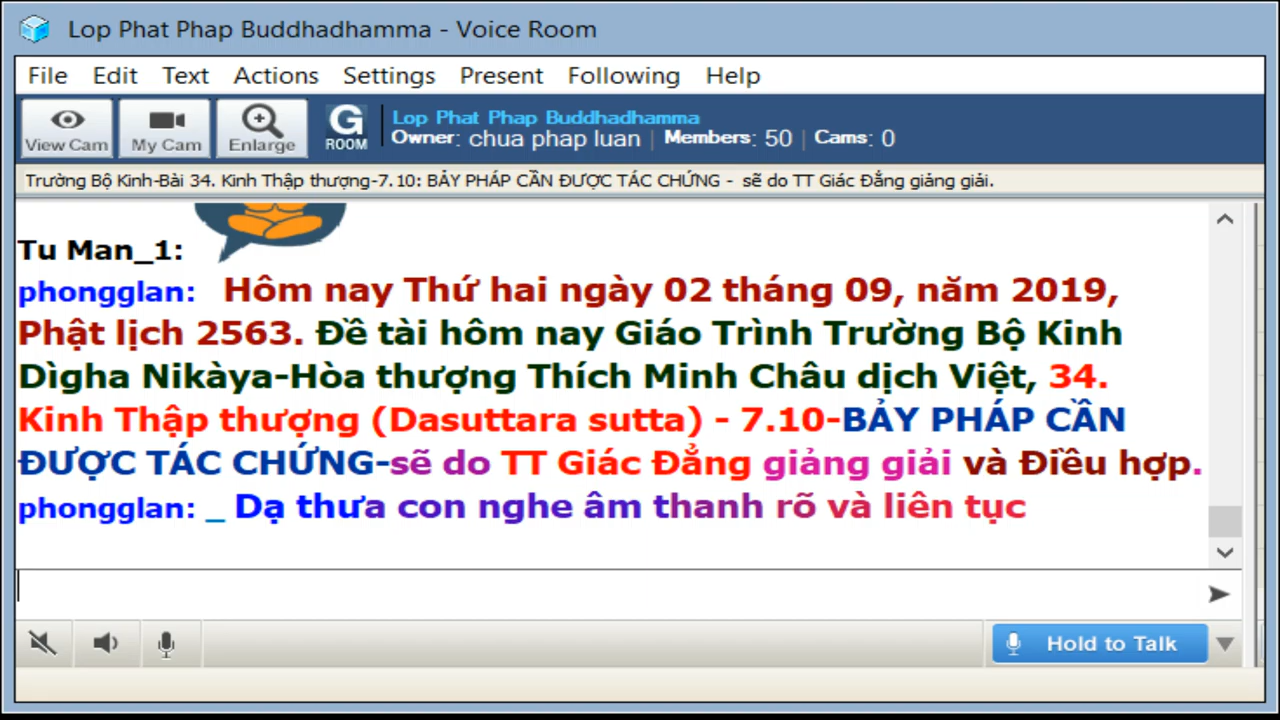 Lop Phat Phap Buddhadhamma - Voice Room
File Edit Text Actions Settings Present Following Help
View Cam My Cam Enlarge G ROOM
Lop Phat Phap Buddhadhamma
Owner: chua phap luan | Members: 50 | Cams: 0
Trường Bộ Kinh-Bài 34. Kinh Thập thượng-7.10: BẢY PHÁP CẦN ĐƯỢC TÁC CHỨNG - sẽ do TT Giác Đẳng giảng giải.
Tu Man_1:
phongglan: Hôm nay Thứ hai ngày 02 tháng 09, năm 2019,
Phật lịch 2563. Đề tài hôm nay Giáo Trình Trường Bộ Kinh
Dìgha Nikàya-Hòa thượng Thích Minh Châu dịch Việt, 34.
Kinh Thập thượng (Dasuttara sutta) - 7.10-BẢY PHÁP CẦN
ĐƯỢC TÁC CHỨNG-sẽ do TT Giác Đẳng giảng giải và Điều hợp.
phongglan: _ Dạ thưa con nghe âm thanh rõ và liên tục
Hold to Talk